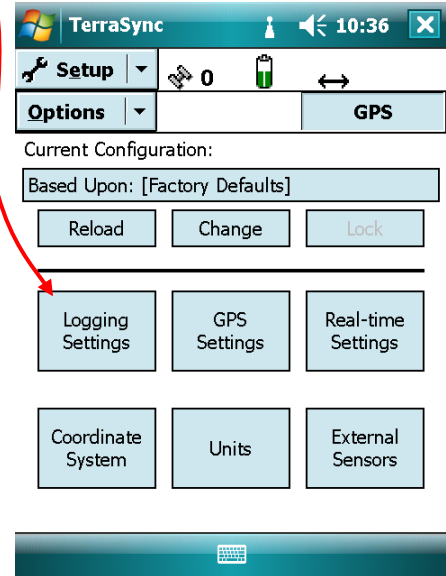 TerraSync 10:36
Setup
0
Options GPS
Current Configuration:
Based Upon: [Factory Defaults]
Reload Change Lock
Logging Settings GPS Settings Real-time Settings
Coordinate System Units External Sensors